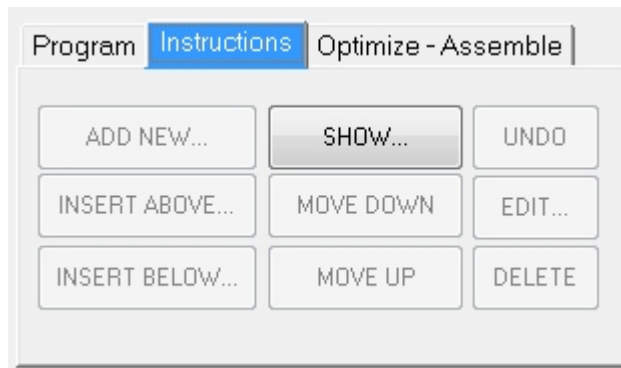 Program Instructions Optimize - Assemble
ADD NEW... SHOW... UNDO
INSERT ABOVE... MOVE DOWN EDIT...
INSERT BELOW... MOVE UP DELETE